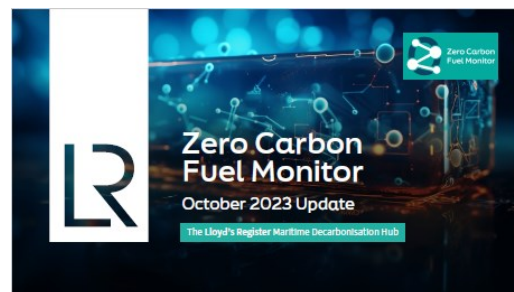 Zero Carbon
Fuel Monitor
LR
Zero Carbon
Fuel Monitor
October 2023 Update
The Lloyd's Register Maritime Decarbonisation Hub